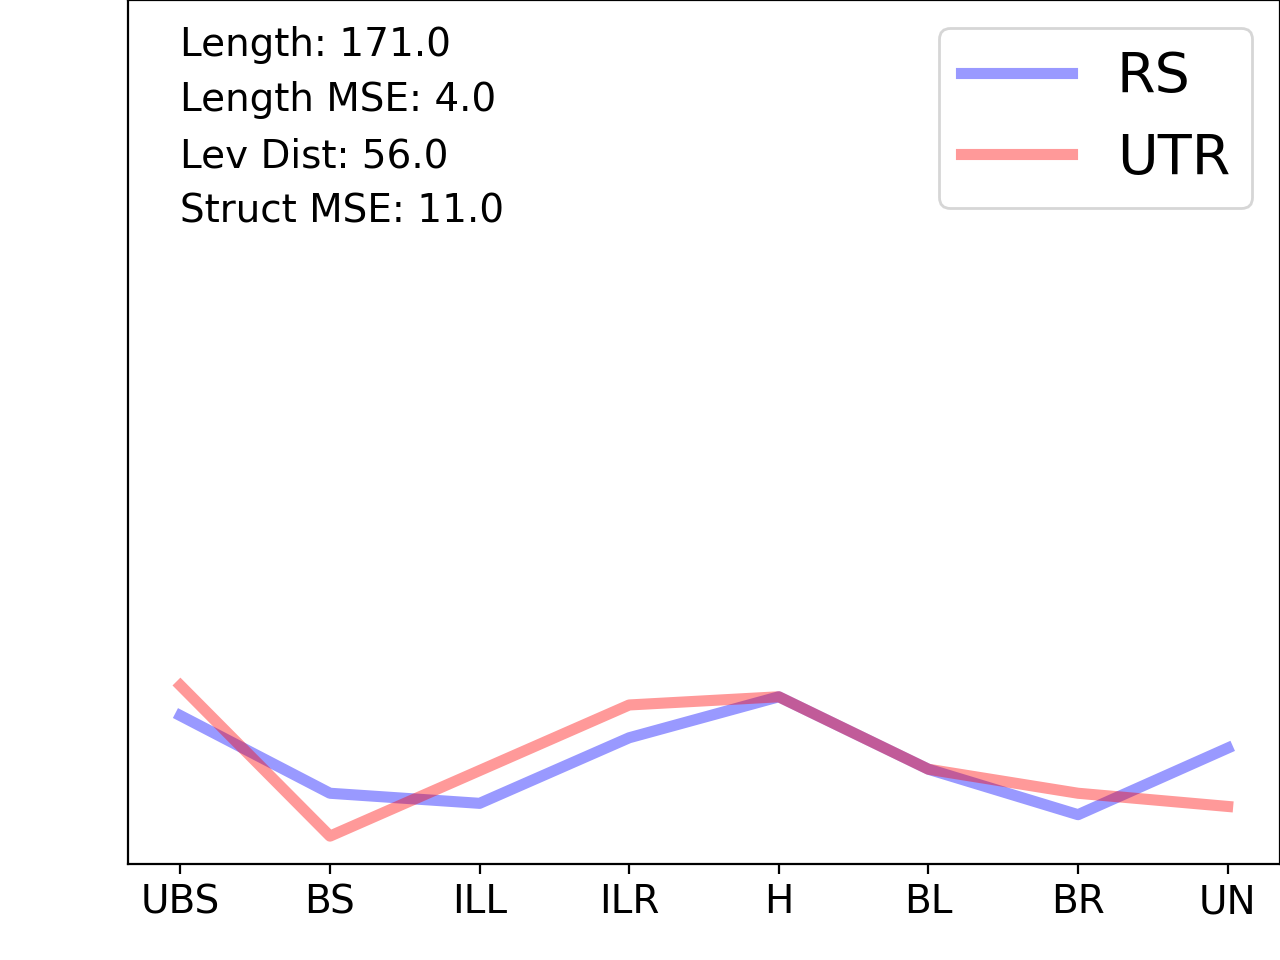 Length: 171.0
Length MSE: 4.0
Lev Dist: 56.0
Struct MSE: 11.0
RS
UTR
UBS BS ILL ILR H BL BR UN